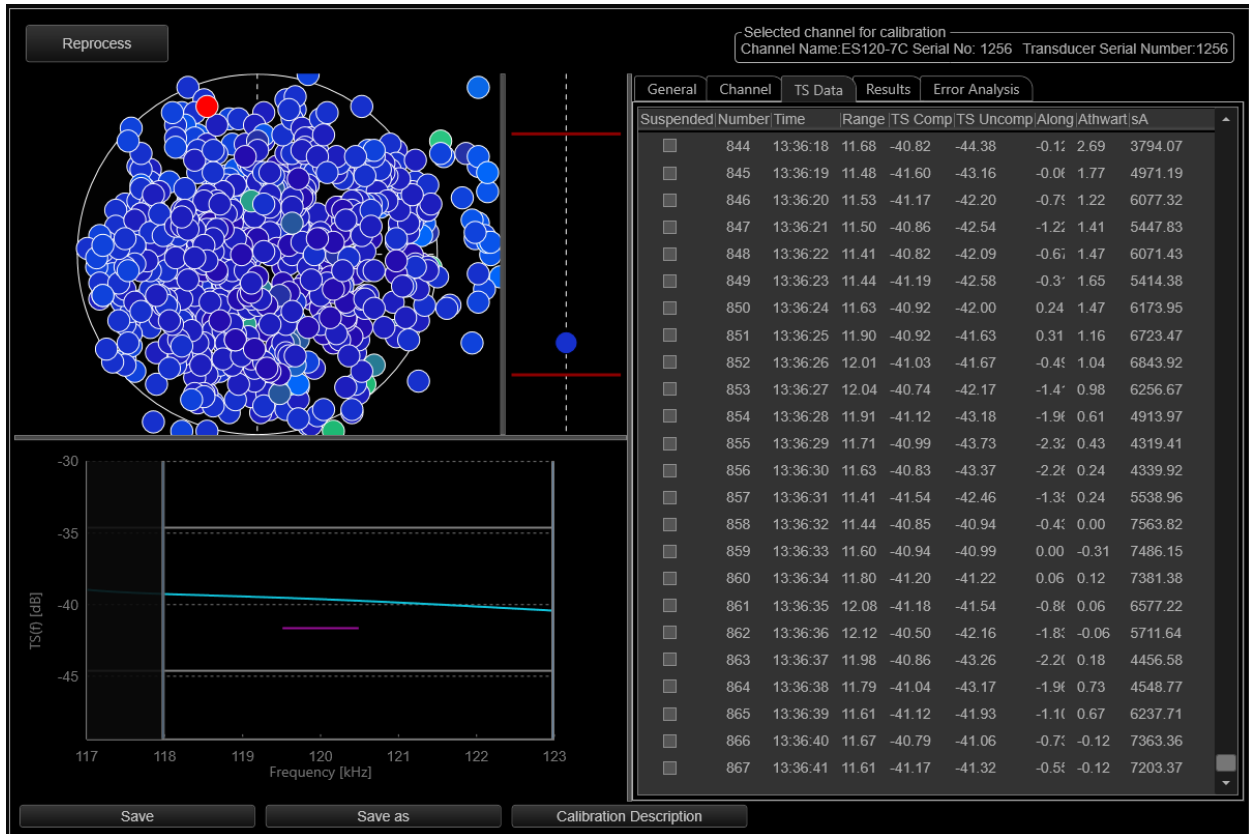 Reprocess
Selected channel for calibration
Channel Name:ES120-7C Serial No: 1256 Transducer Serial Number:1256
General Channel TS Data Results Error Analysis
Suspended Number Time Range TS Comp TS Uncomp Along Athwart sA
844 13:36:18 11.68 -40.82 -44.38 2.69 3794.07
845 13:36:19 11.48 -41.60 -43.16 1.77 4971.19
846 13:36:20 11.53 -41.17 -42.20 1.22 6077.32
847 13:36:21 11.50 -40.86 -42.54 1.41 5447.83
848 13:36:22 11.41 -40.82 -42.09 1.47 6071.43
849 13:36:23 11.44 -41.19 -42.58 1.65 5414.38
850 13:36:24 11.63 -40.92 -42.00 0.24 1.47 6173.95
851 13:36:25 11.90 -40.92 -41.63 0.31 1.16 6723.47
852 13:36:26 12.01 -41.03 -41.67 1.04 6843.92
853 13:36:27 12.04 -40.74 -42.17 0.98 6256.67
854 13:36:28 11.91 -41.12 -43.18 0.61 4913.97
855 13:36:29 11.71 -40.99 -43.73 0.43 4319.41
856 13:36:30 11.63 -40.83 -43.37 0.24 4339.92
857 13:36:31 11.41 -41.54 -42.46 0.24 5538.96
858 13:36:32 11.44 -40.85 -40.94 0.00 7563.82
859 13:36:33 11.60 -40.94 -40.99 0.00 -0.31 7486.15
860 13:36:34 11.80 -41.20 -41.22 0.06 0.12 7381.38
861 13:36:35 12.08 -41.18 -41.54 0.06 6577.22
862 13:36:36 12.12 -40.50 -42.16 -0.06 5711.64
863 13:36:37 11.98 -40.86 -43.26 0.18 4456.58
864 13:36:38 11.79 -41.04 -43.17 0.73 4548.77
865 13:36:39 11.61 -41.12 -41.93 0.67 6237.71
866 13:36:40 11.67 -40.79 -41.06 -0.12 7363.36
867 13:36:41 11.61 -41.17 -41.32 -0.12 7203.37
-30
-35
-40
-45
TS(f) [dB]
117 118 119 120 121 122 123
Frequency [kHz]
Save Save as Calibration Description